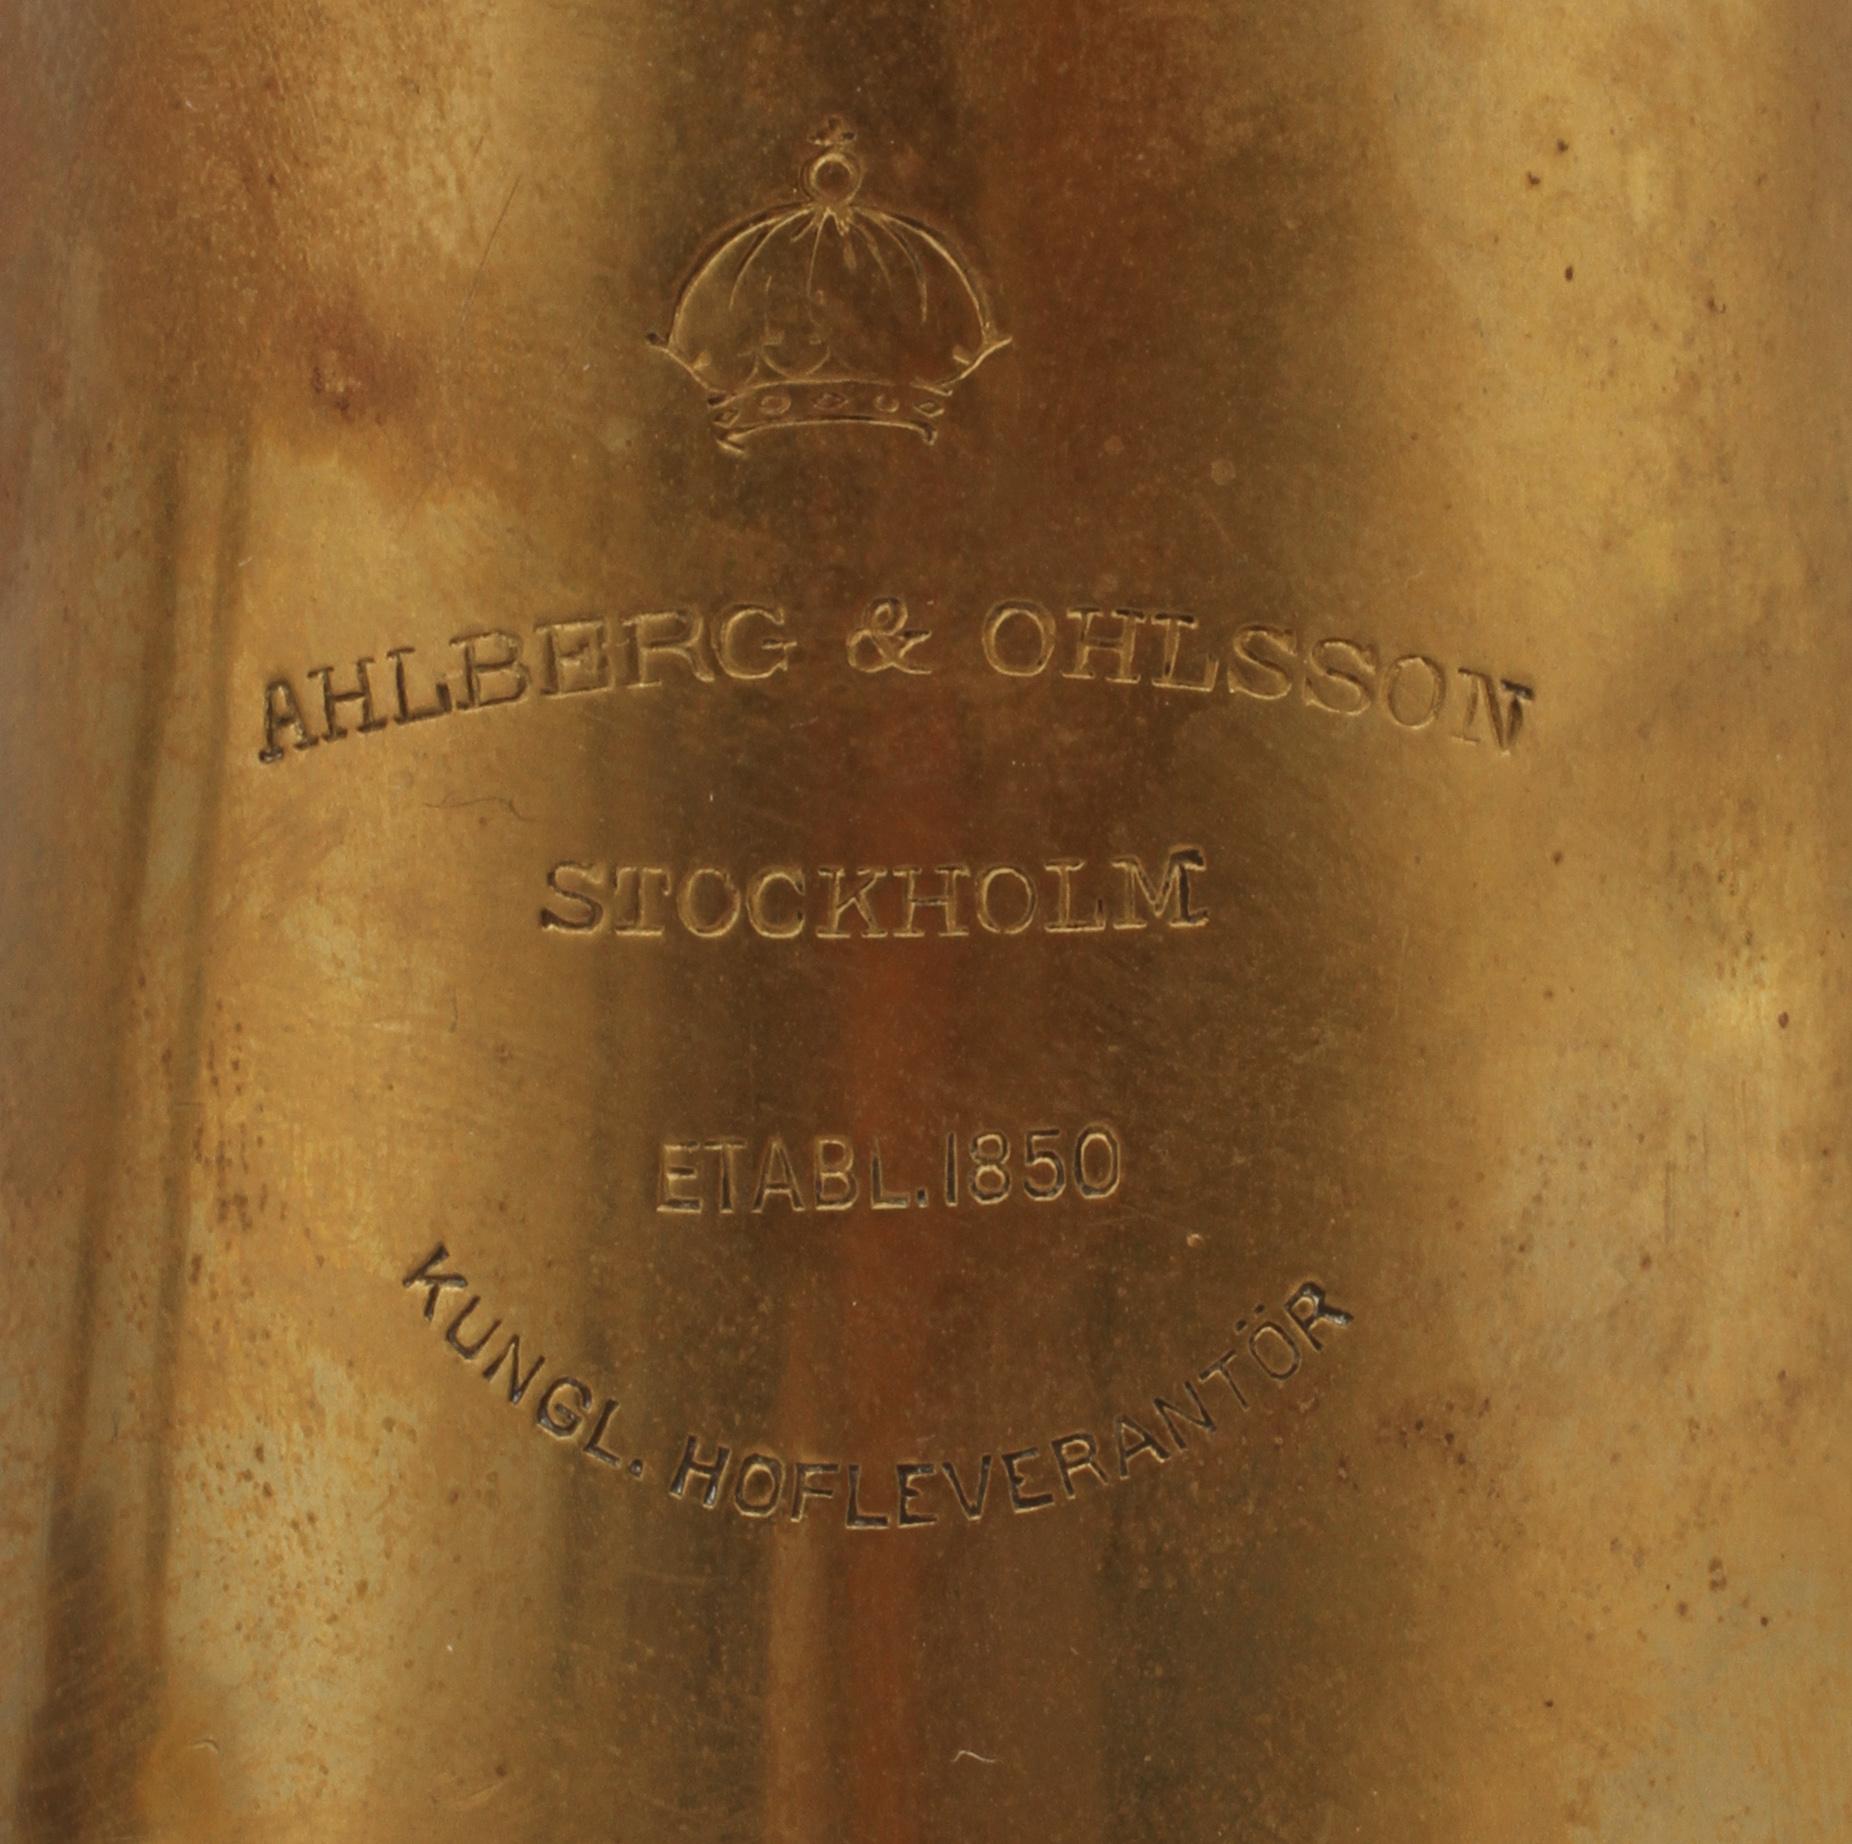 AHLBERG & OHLSSON
STOCKHOLM
ETABL.1850
KUNGL. HOFLEVERANTÖR